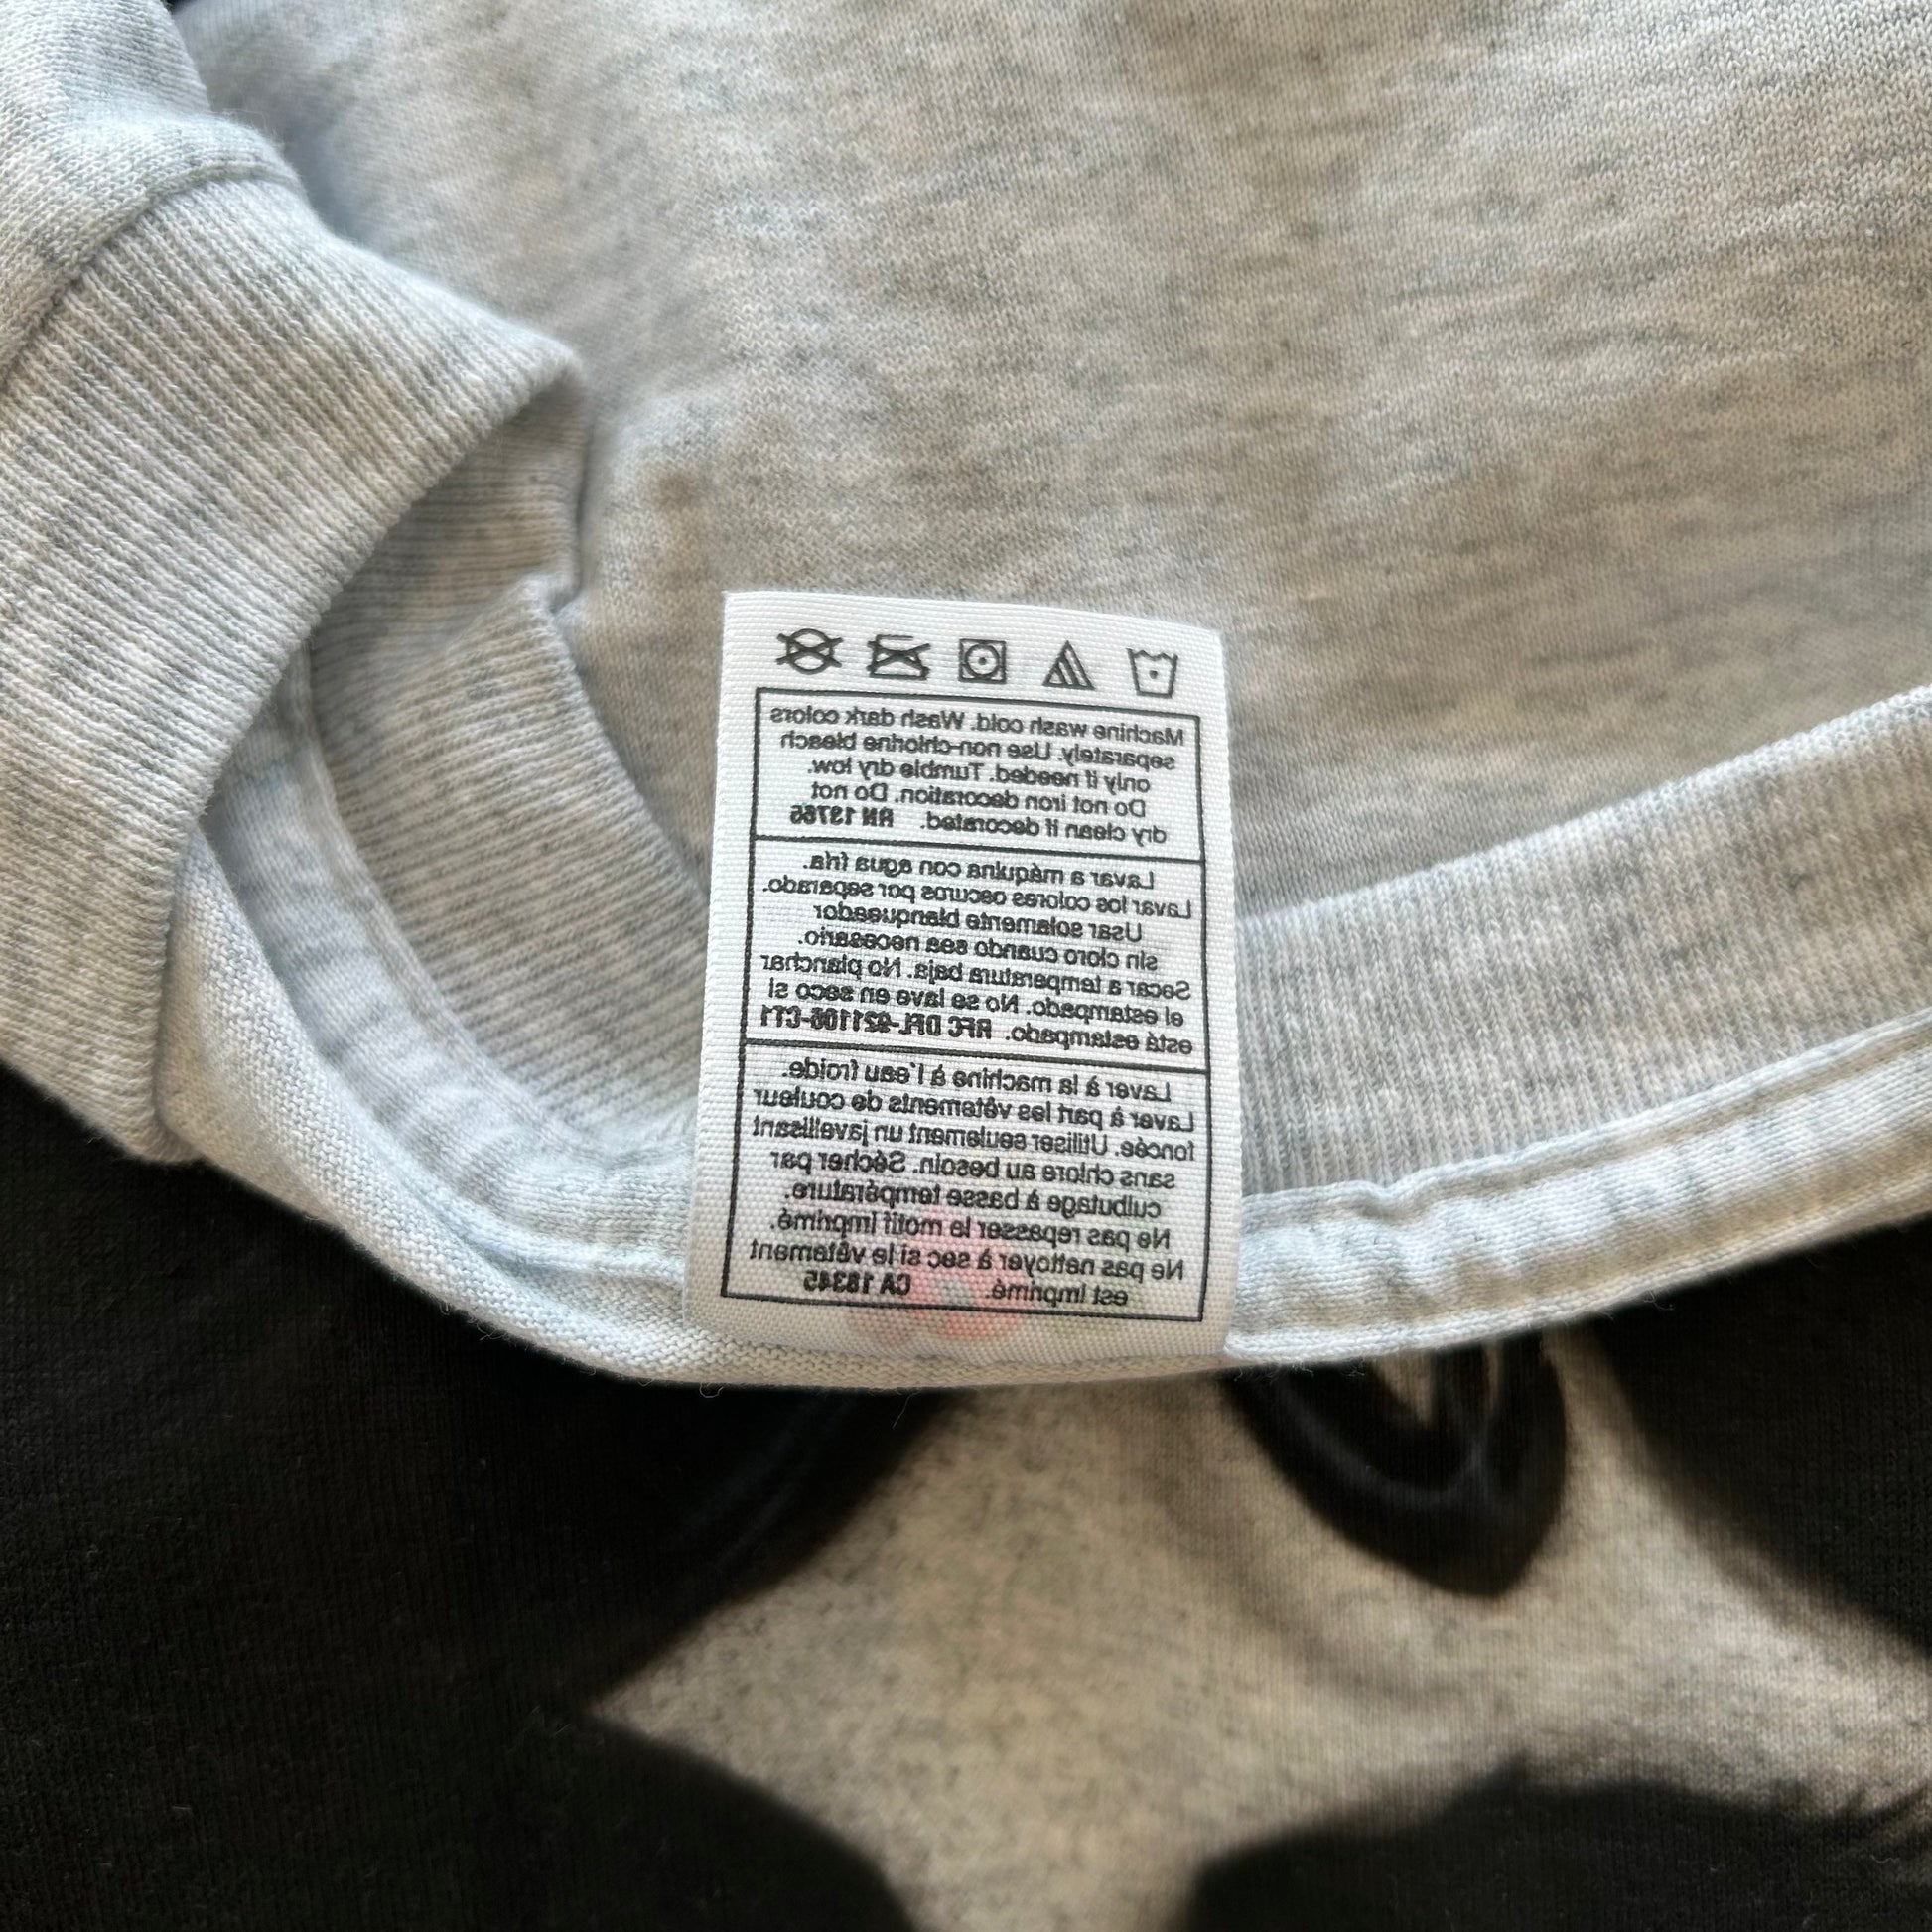 Machine wash cold. Wash dark colors
separately. Use non-chlorine bleach
only if needed. Tumble dry low.
Do not iron decoration. Do not
dry clean if decorated. RN 13765
Lavar a máquina con agua fria.
Lavar los colores oscuros por separado.
Usar solamente blanqueador
sin cloro cuando sea necesario.
Secar a temperatura baja. No planchar
el estampado. No se lave en seco si
está estampado. RFC DFL-921106-CT1
Laver à la machine à l'eau froide.
Laver à part les vêtements de couleur
foncée. Utiliser seulement un javellisant
sans chlore au besoin. Sécher par
culbutage à basse température.
Ne pas repasser le motif imprimé.
Ne pas nettoyer à sec si le vêtement
est imprimé. CA 18345